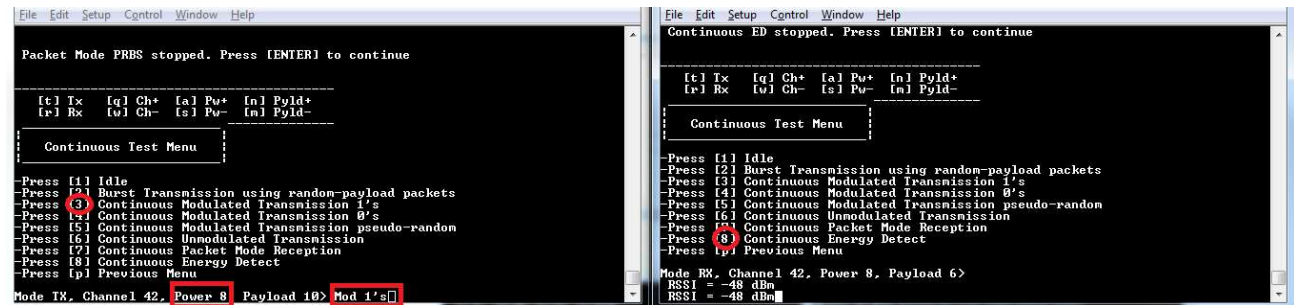 File Edit Setup Control Window Help
Packet Mode PRBS stopped. Press [ENTER] to continue
[t] Tx [q] Ch+ [a] Pw+ [n] Pyld+
[r] Rx [w] Ch- [s] Pw- [m] Pyld-
Continuous Test Menu
-Press [1] Idle
-Press [2] Burst Transmission using random-payload packets
-Press [3] Continuous Modulated Transmission 1's
-Press [4] Continuous Modulated Transmission 0's
-Press [5] Continuous Modulated Transmission pseudo-random
-Press [6] Continuous Unmodulated Transmission
-Press [7] Continuous Packet Mode Reception
-Press [8] Continuous Energy Detect
-Press [p] Previous Menu
Mode TX, Channel 42, Power 8, Payload 10> Mod 1's
File Edit Setup Control Window Help
Continuous ED stopped. Press [ENTER] to continue
[t] Tx [q] Ch+ [a] Pw+ [n] Pyld+
[r] Rx [w] Ch- [s] Pw- [m] Pyld-
Continuous Test Menu
-Press [1] Idle
-Press [2] Burst Transmission using random-payload packets
-Press [3] Continuous Modulated Transmission 1's
-Press [4] Continuous Modulated Transmission 0's
-Press [5] Continuous Modulated Transmission pseudo-random
-Press [6] Continuous Unmodulated Transmission
-Press [7] Continuous Packet Mode Reception
-Press [8] Continuous Energy Detect
-Press [p] Previous Menu
Mode RX, Channel 42, Power 8, Payload 6>
RSSI = -48 dBm
RSSI = -48 dBm